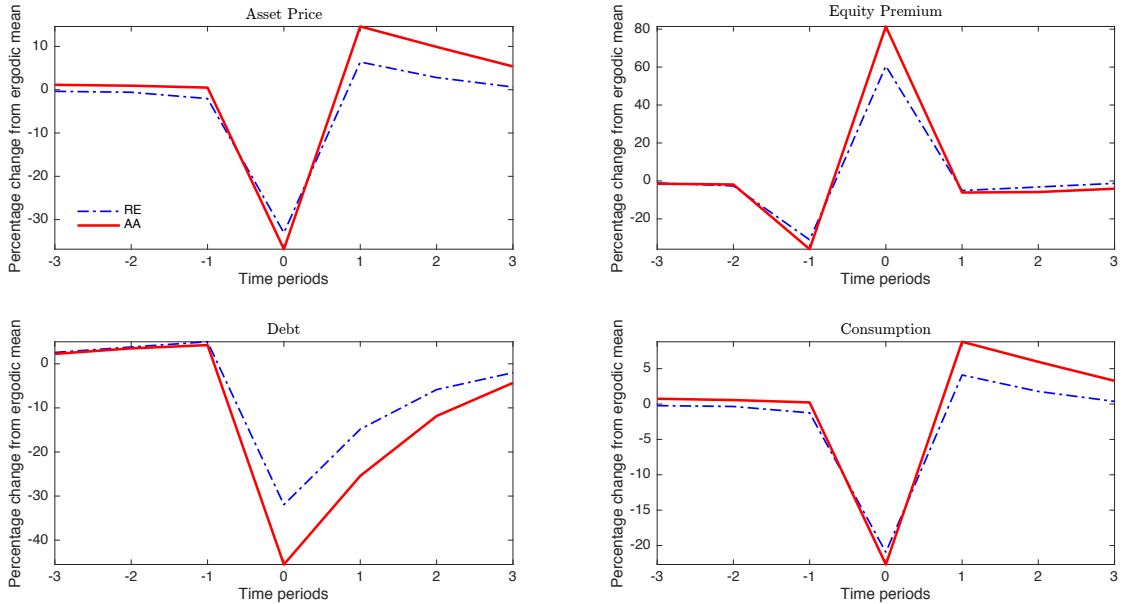 Asset Price
Percentage change from ergodic mean
10
0
-10
-20
-30
RE
AA
-3 -2 -1 0 1 2 3
Time periods
Equity Premium
Percentage change from ergodic mean
80
60
40
20
0
-20
-3 -2 -1 0 1 2 3
Time periods
Debt
Percentage change from ergodic mean
0
-10
-20
-30
-40
-3 -2 -1 0 1 2 3
Time periods
Consumption
Percentage change from ergodic mean
5
0
-5
-10
-15
-20
-3 -2 -1 0 1 2 3
Time periods